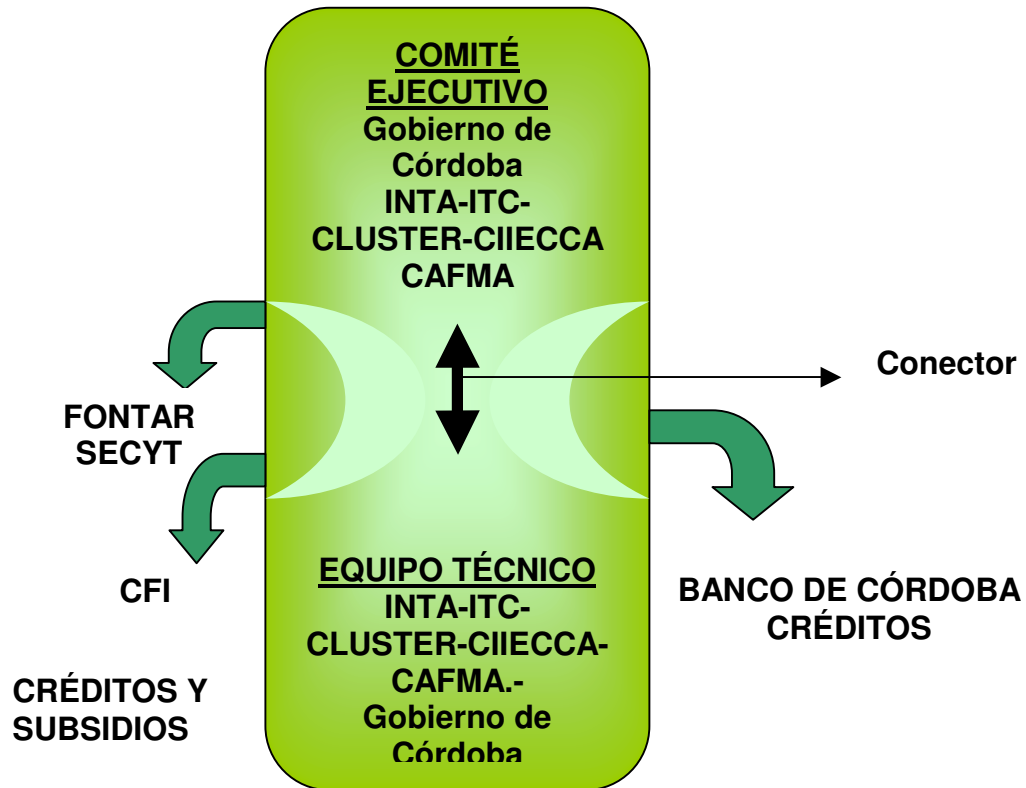 COMITÉ
EJECUTIVO
Gobierno de
Córdoba
INTA-ITC-
CLUSTER-CIIECCA
CAFMA
Conector
FONTAR
SECYT
CFI
CRÉDITOS Y
SUBSIDIOS
EQUIPO TÉCNICO
INTA-ITC-
CLUSTER-CIIECCA-
CAFMA.-
Gobierno de
Córdoba
BANCO DE CÓRDOBA
CRÉDITOS